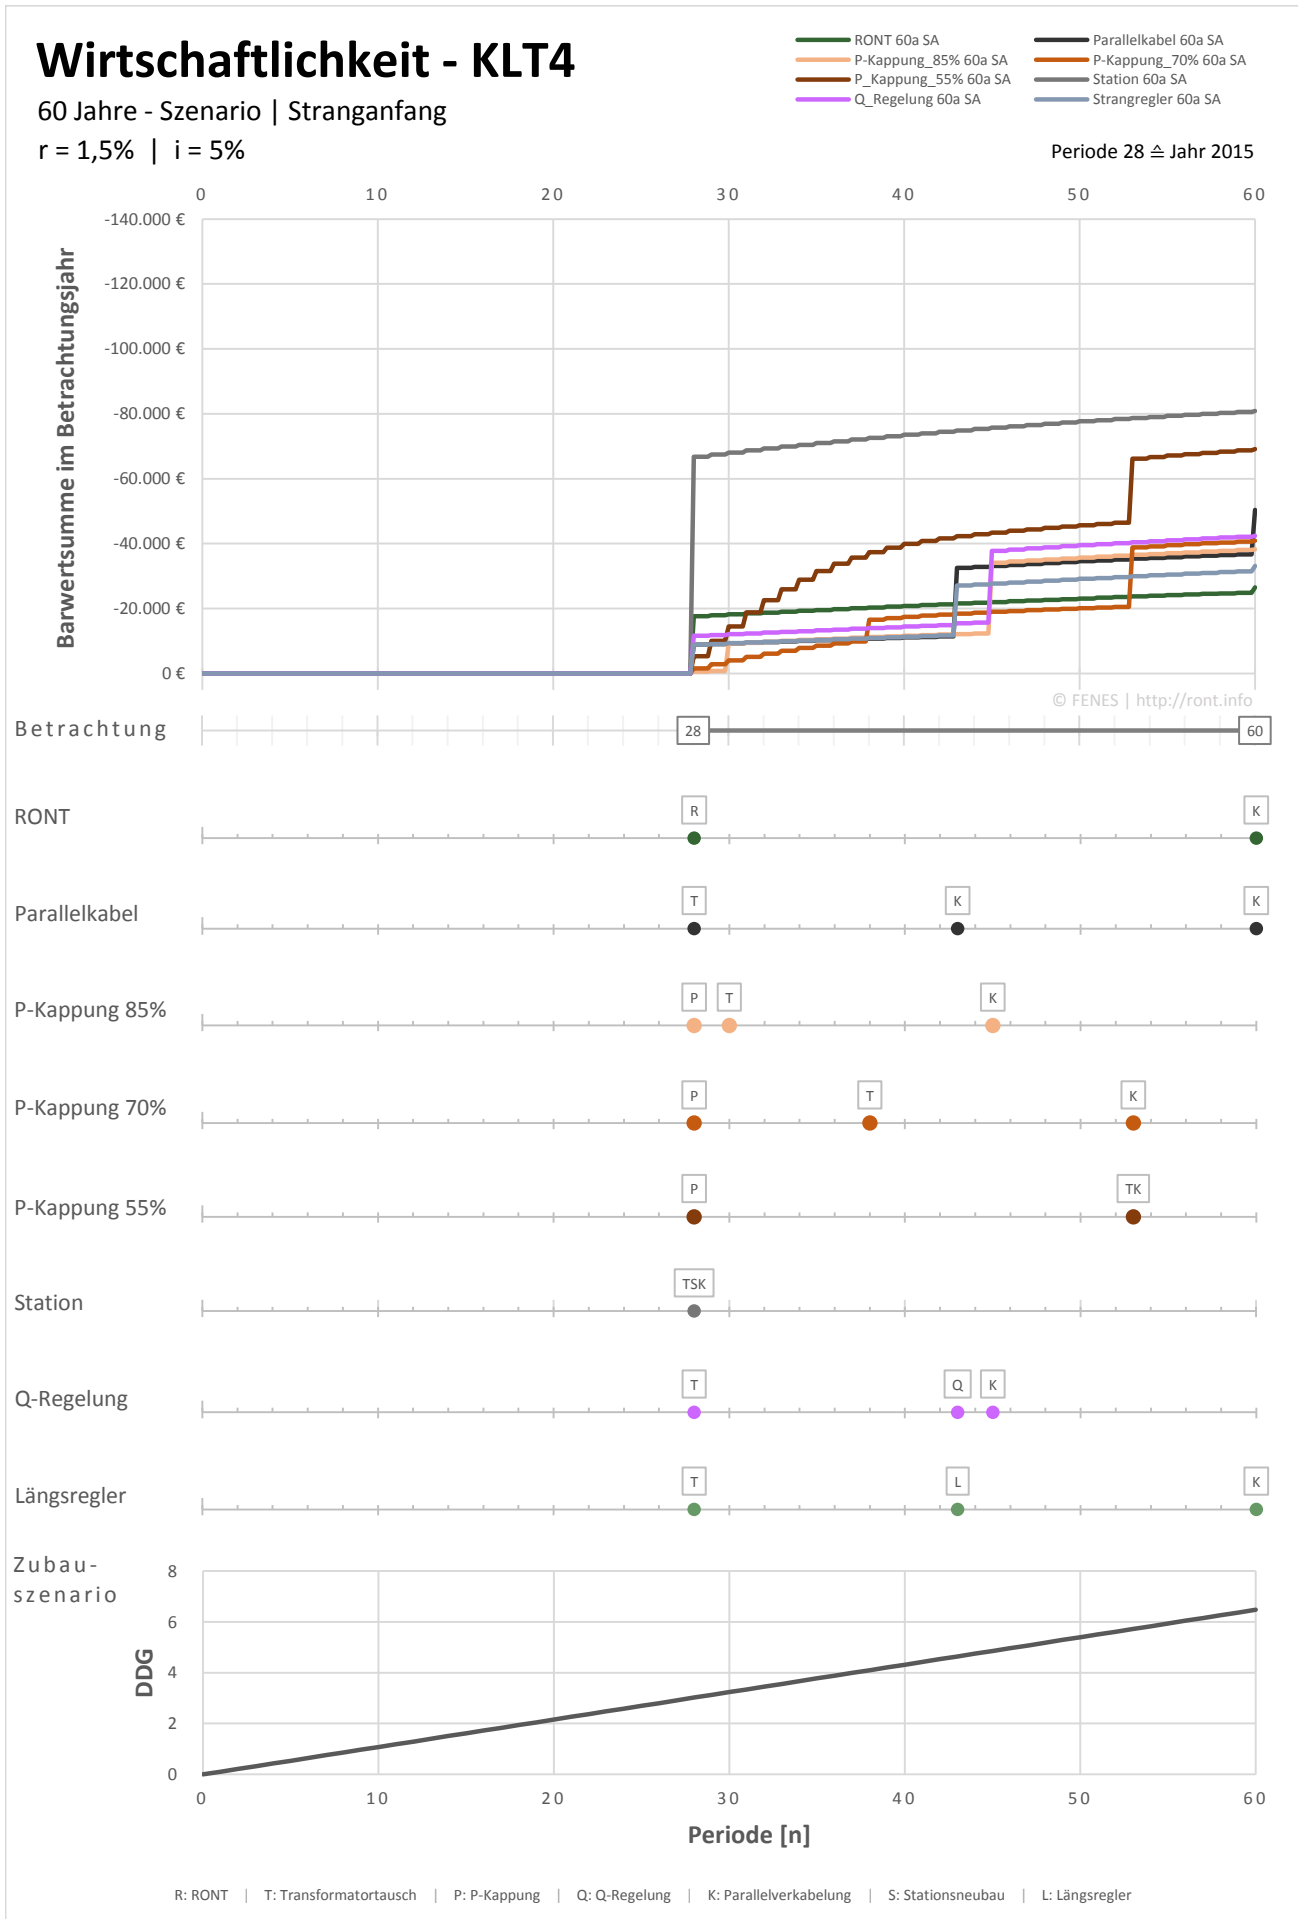 Wirtschaftlichkeit - KLT4
60 Jahre - Szenario | Stranganfang
r = 1,5% | i = 5%
RONT 60a SA
Parallelkabel 60a SA
P-Kappung_85% 60a SA
P-Kappung_70% 60a SA
P_Kappung_55% 60a SA
Station 60a SA
Q_Regelung 60a SA
Strangregler 60a SA
Periode 28 ≙ Jahr 2015
0 10 20 30 40 50 60
Barwertsumme im Betrachtungsjahr
-140.000 €
-120.000 €
-100.000 €
-80.000 €
-60.000 €
-40.000 €
-20.000 €
0 €
© FENES | http://ront.info
Betrachtung
28 60
RONT
R K
Parallelkabel
T K K
P-Kappung 85%
P T K
P-Kappung 70%
P T K
P-Kappung 55%
P TK
Station
TSK
Q-Regelung
T Q K
Längsregler
T L K
Zubau-
szenario
DDG
8
6
4
2
0
0 10 20 30 40 50 60
Periode [n]
R: RONT | T: Transformatortausch | P: P-Kappung | Q: Q-Regelung | K: Parallelverkabelung | S: Stationsneubau | L: Längsregler